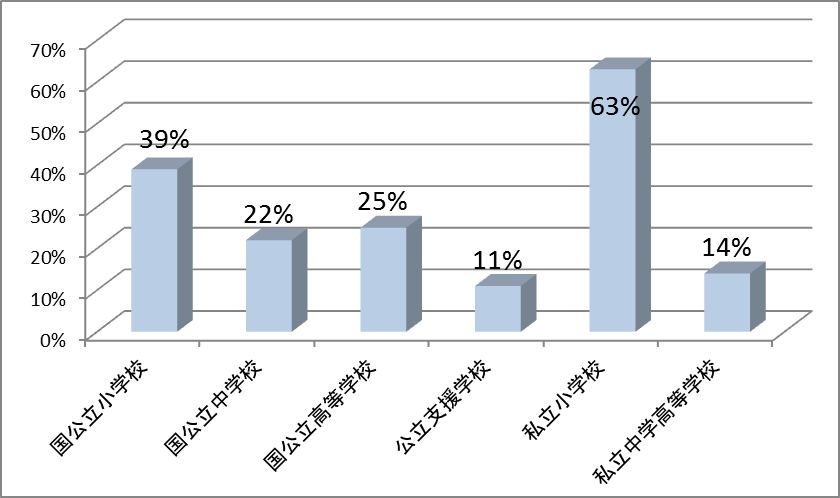 70%
60%
50%
40%
30%
20%
10%
0%
39%
22%
25%
11%
63%
14%
国公立小学校
国公立中学校
国公立高等学校
公立支援学校
私立小学校
私立中学高等学校